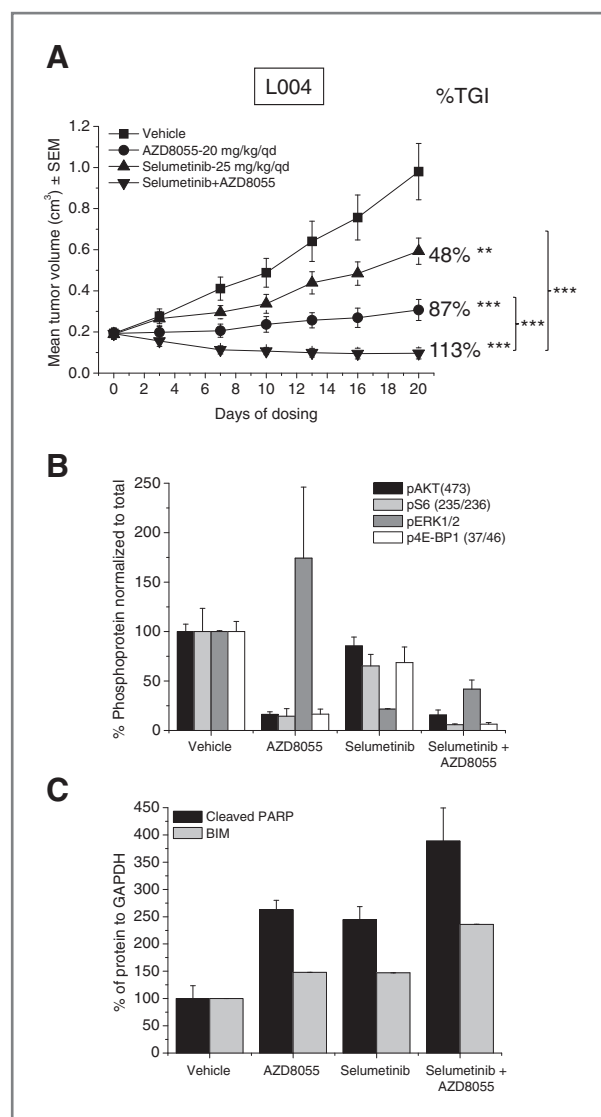 A
L004
%TGI
Vehicle
AZD8055-20 mg/kg/qd
Selumetinib-25 mg/kg/qd
Selumetinib+AZD8055
Mean tumor volume (cm³) ± SEM
1.2
1.0
0.8
0.6
0.4
0.2
0.0
48% **
87% ***
113% ***
***
***
0 2 4 6 8 10 12 14 16 18 20
Days of dosing
B
pAKT(473)
pS6 (235/236)
pERK1/2
p4E-BP1 (37/46)
% Phosphoprotein normalized to total
250
200
150
100
50
0
Vehicle
AZD8055
Selumetinib
Selumetinib +
AZD8055
C
Cleaved PARP
BIM
% of protein to GAPDH
450
400
350
300
250
200
150
100
50
0
Vehicle
AZD8055
Selumetinib
Selumetinib +
AZD8055